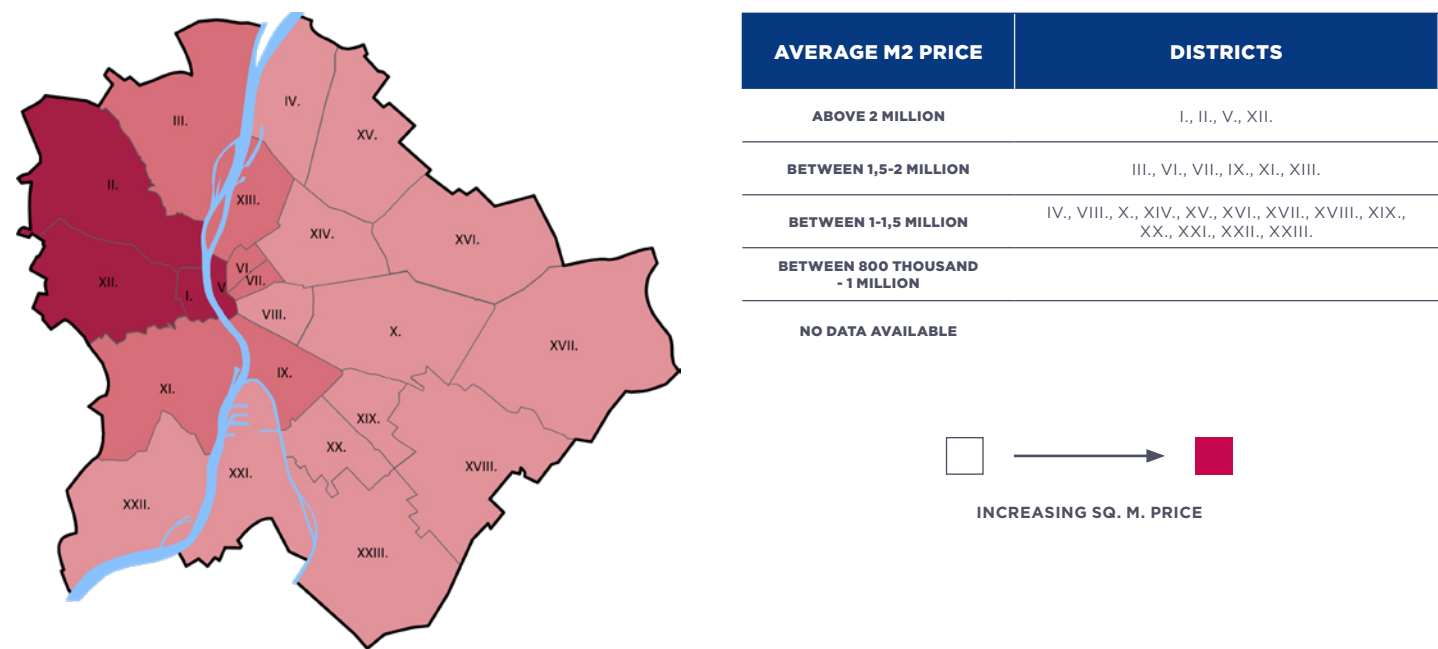 III.
IV.
XV.
II.
XIII.
XIV.
XVI.
XII.
I.
V
VI.
VII.
VIII.
X.
XVII.
XI.
IX.
XIX.
XX.
XVIII.
XXI.
XXII.
XXIII.
AVERAGE M2 PRICE DISTRICTS
ABOVE 2 MILLION I., II., V., XII.
BETWEEN 1,5-2 MILLION III., VI., VII., IX., XI., XIII.
BETWEEN 1-1,5 MILLION IV., VIII., X., XIV., XV., XVI., XVII., XVIII., XIX.,
XX., XXI., XXII., XXIII.
BETWEEN 800 THOUSAND
- 1 MILLION
NO DATA AVAILABLE
INCREASING SQ. M. PRICE